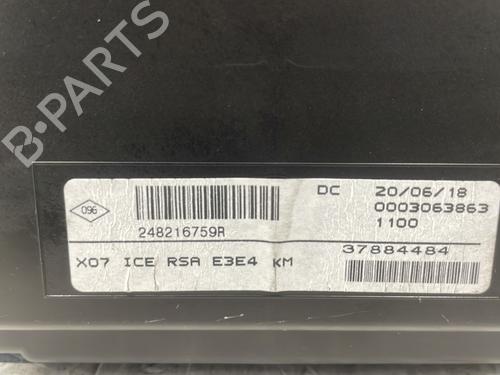 B-PARTS
096
248216759R
DC 20/06/18
0003063863
1100
X07 ICE RSA E3E4 KM
37884484